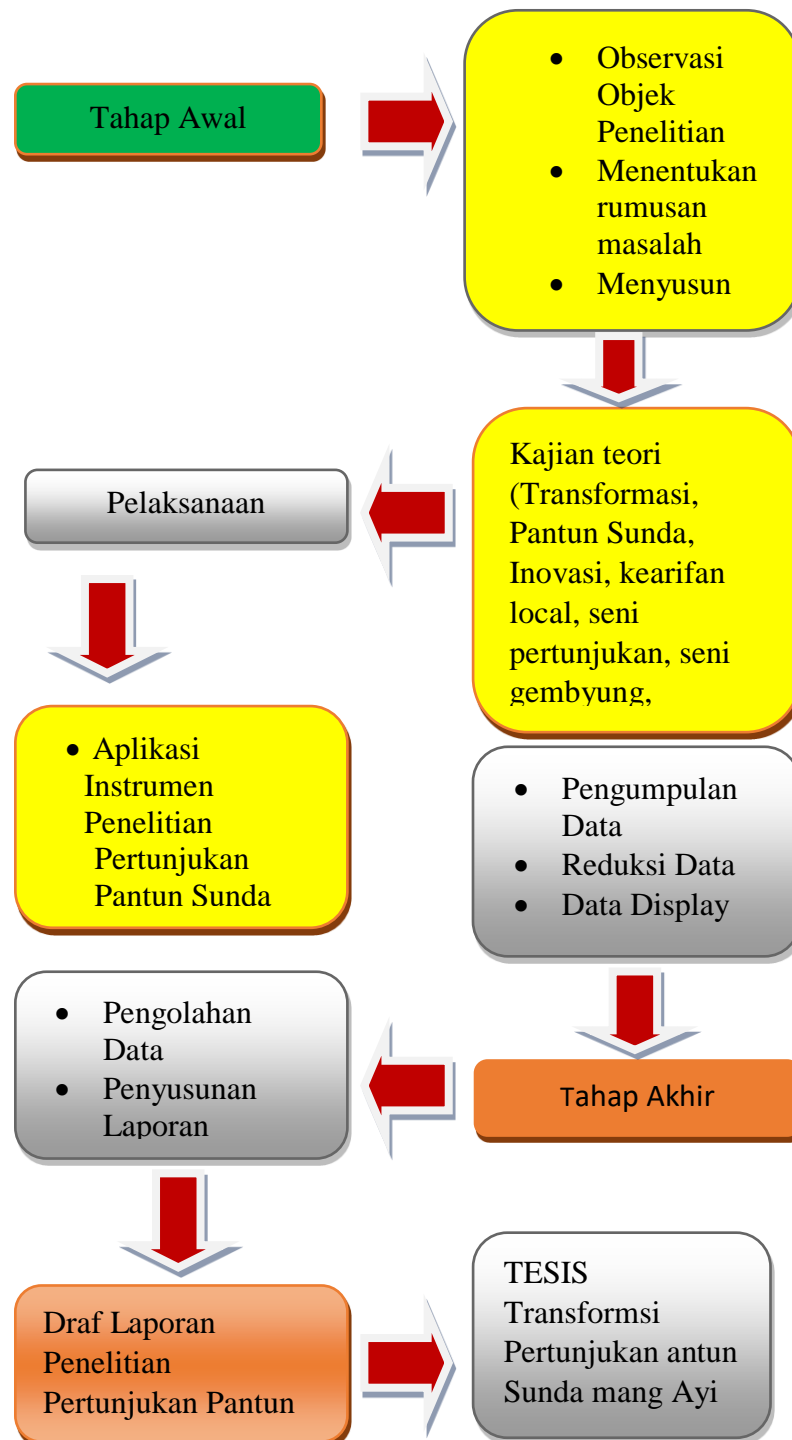 Tahap Awal
• Observasi
Objek
Penelitian
• Menentukan
rumusan
masalah
• Menyusun
Kajian teori
(Transformasi,
Pantun Sunda,
Inovasi, kearifan
local, seni
pertunjukan, seni
gembyung,
Pelaksanaan
• Aplikasi
Instrumen
Penelitian
Pertunjukan
Pantun Sunda
• Pengumpulan
Data
• Reduksi Data
• Data Display
Tahap Akhir
• Pengolahan
Data
• Penyusunan
Laporan
Draf Laporan
Penelitian
Pertunjukan Pantun
TESIS
Transformsi
Pertunjukan antun
Sunda mang Ayi